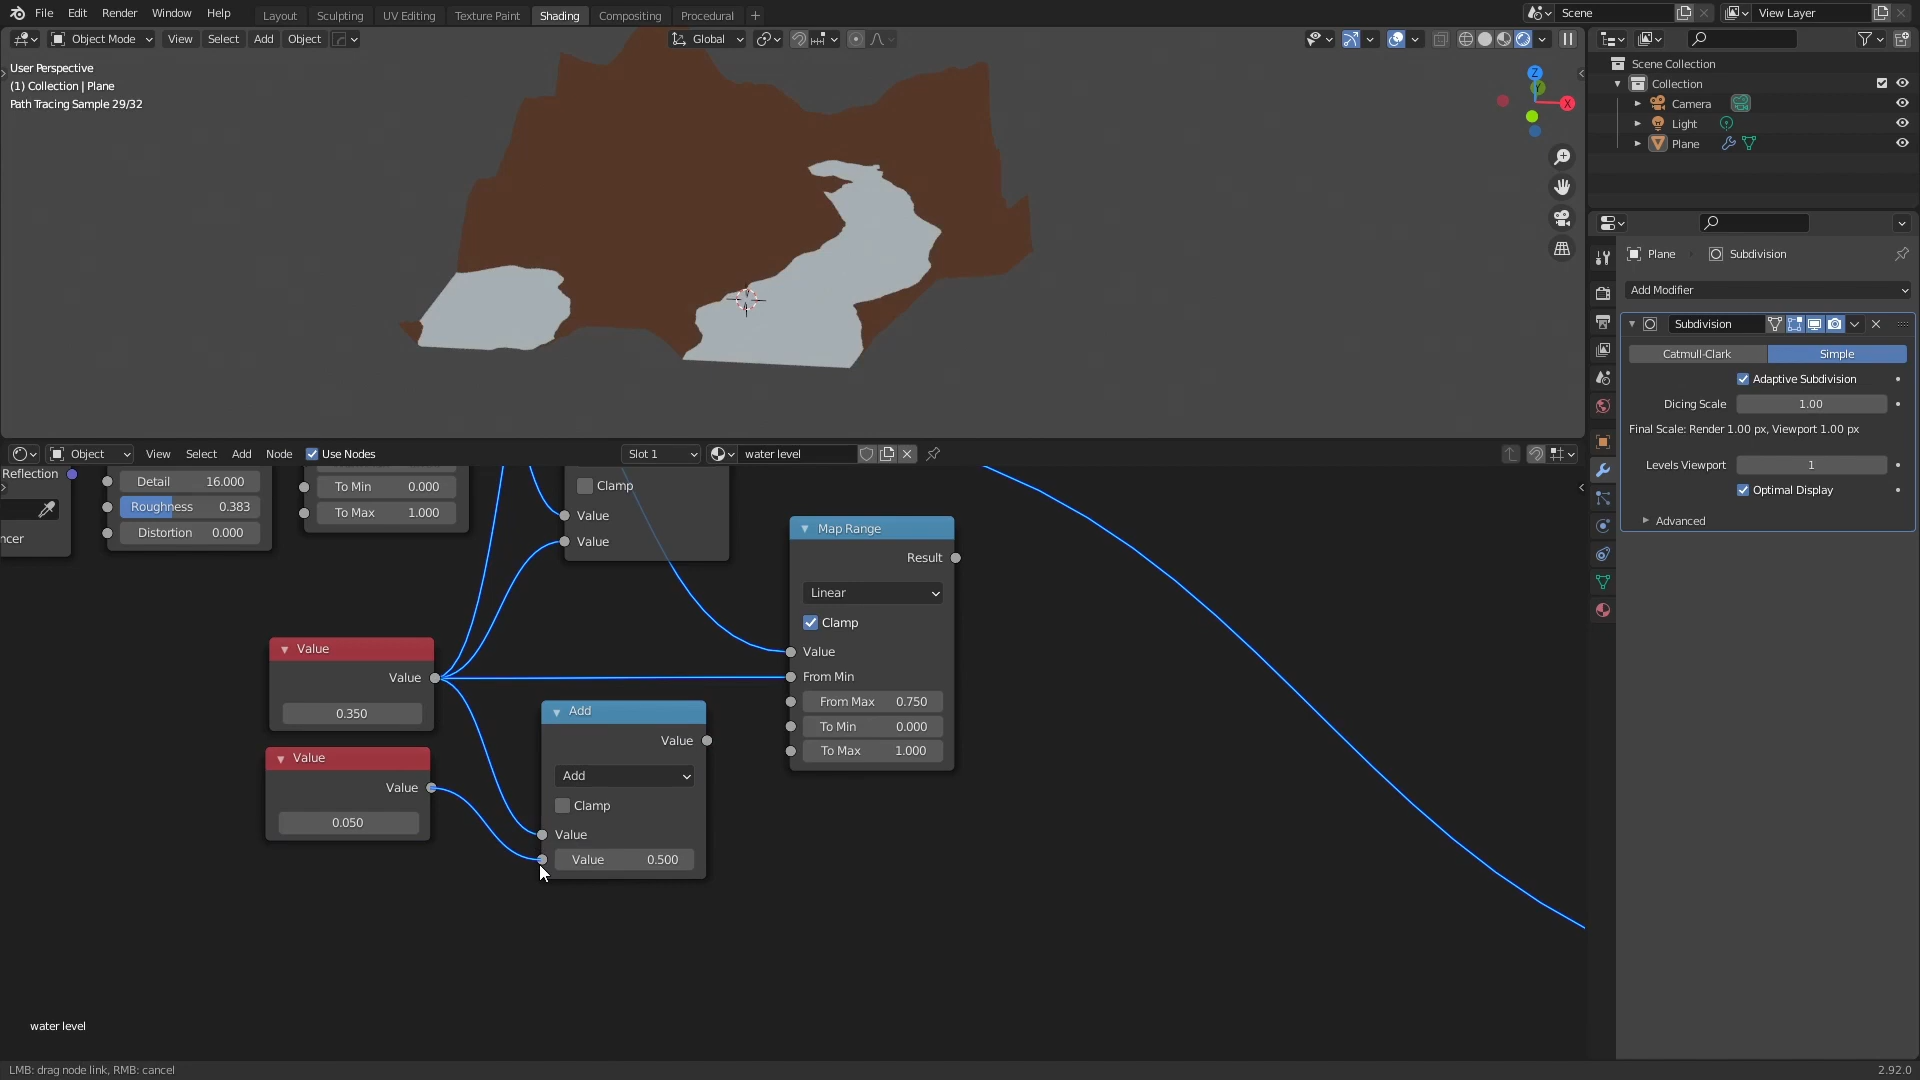 File Edit Render Window Help Layout Sculpting UV Editing Texture Paint Shading Compositing Procedural Scene View Layer
Object Mode View Select Add Object Global
User Perspective
(1) Collection | Plane
Path Tracing Sample 29/32
Z
Y
X
Scene Collection
Collection
Camera
Light
Plane
Plane Subdivision
Add Modifier
Subdivision
Catmull-Clark Simple
Adaptive Subdivision
Dicing Scale 1.00
Final Scale: Render 1.00 px, Viewport 1.00 px
Levels Viewport 1
Optimal Display
Advanced
Object View Select Add Node Use Nodes Slot 1 water level
Reflection
ncer
Detail 16.000
Roughness 0.383
Distortion 0.000
To Min 0.000
To Max 1.000
Clamp
Value
Value
Map Range
Result
Linear
Clamp
Value
From Min
From Max 0.750
To Min 0.000
To Max 1.000
Value
Value
0.350
Value
Value
0.050
Add
Value
Add
Clamp
Value
Value 0.500
water level
LMB: drag node link, RMB: cancel
2.92.0